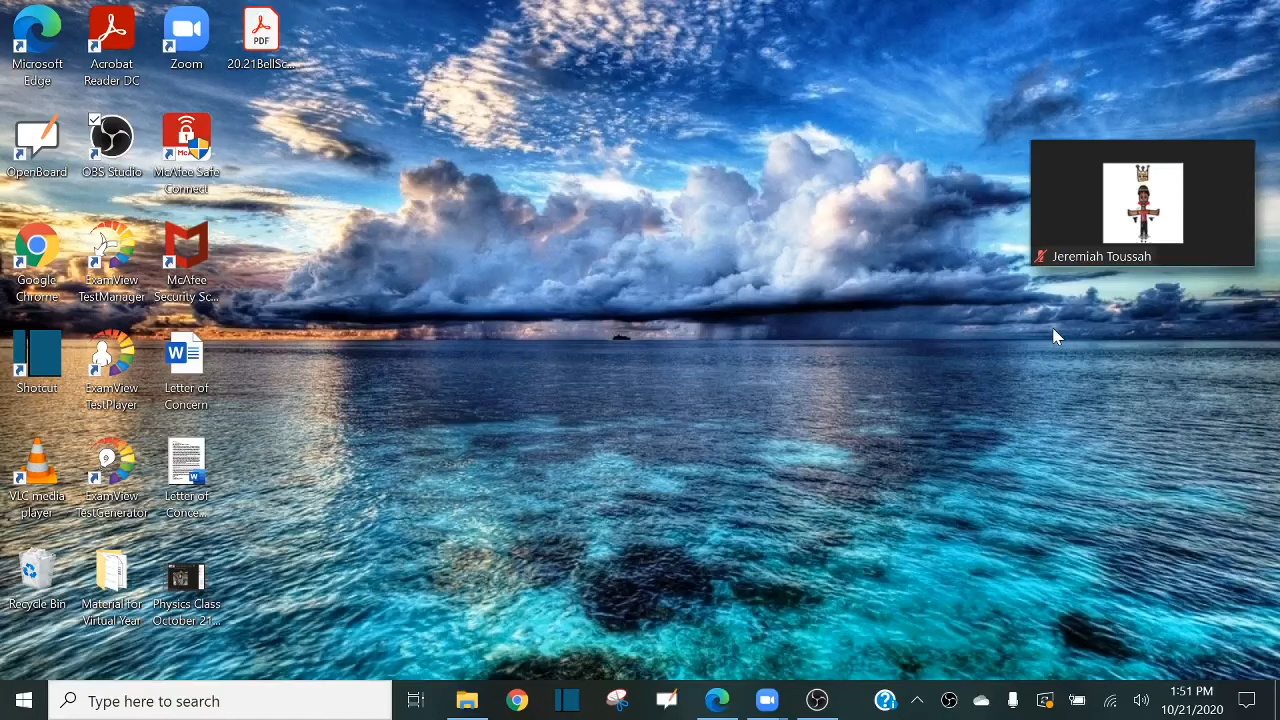 Microsoft
Edge
Acrobat
Reader DC
Zoom
PDF
20.21BellSc...
OpenBoard
OBS Studio
McAfee Safe
Connect
Google
Chrome
ExamView
TestManager
McAfee
Security Sc...
Shotcut
ExamView
TestPlayer
W
Letter of
Concern
VLC media
player
ExamView
TestGenerator
W
Letter of
Conce...
Recycle Bin
Material for
Virtual Year
Physics Class
October 21...
Jeremiah Toussah
Type here to search
1:51 PM
10/21/2020